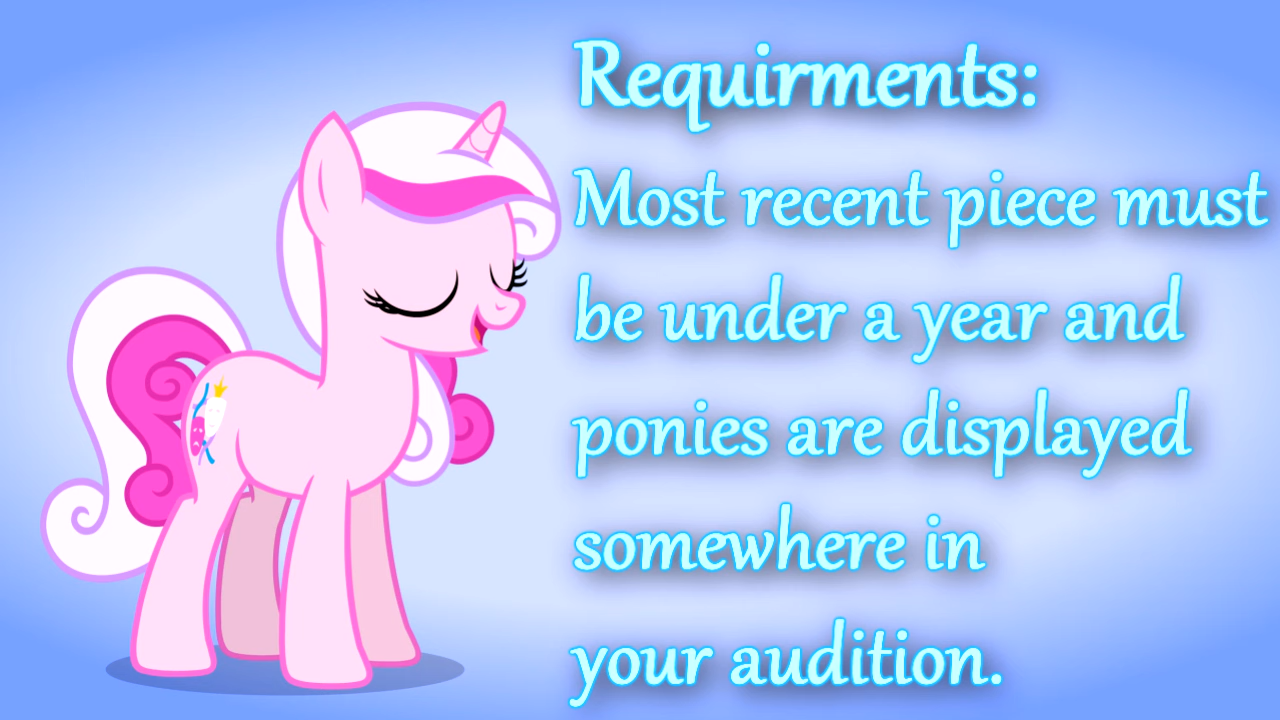 Requirments:
Most recent piece must
be under a year and
ponies are displayed
somewhere in
your audition.